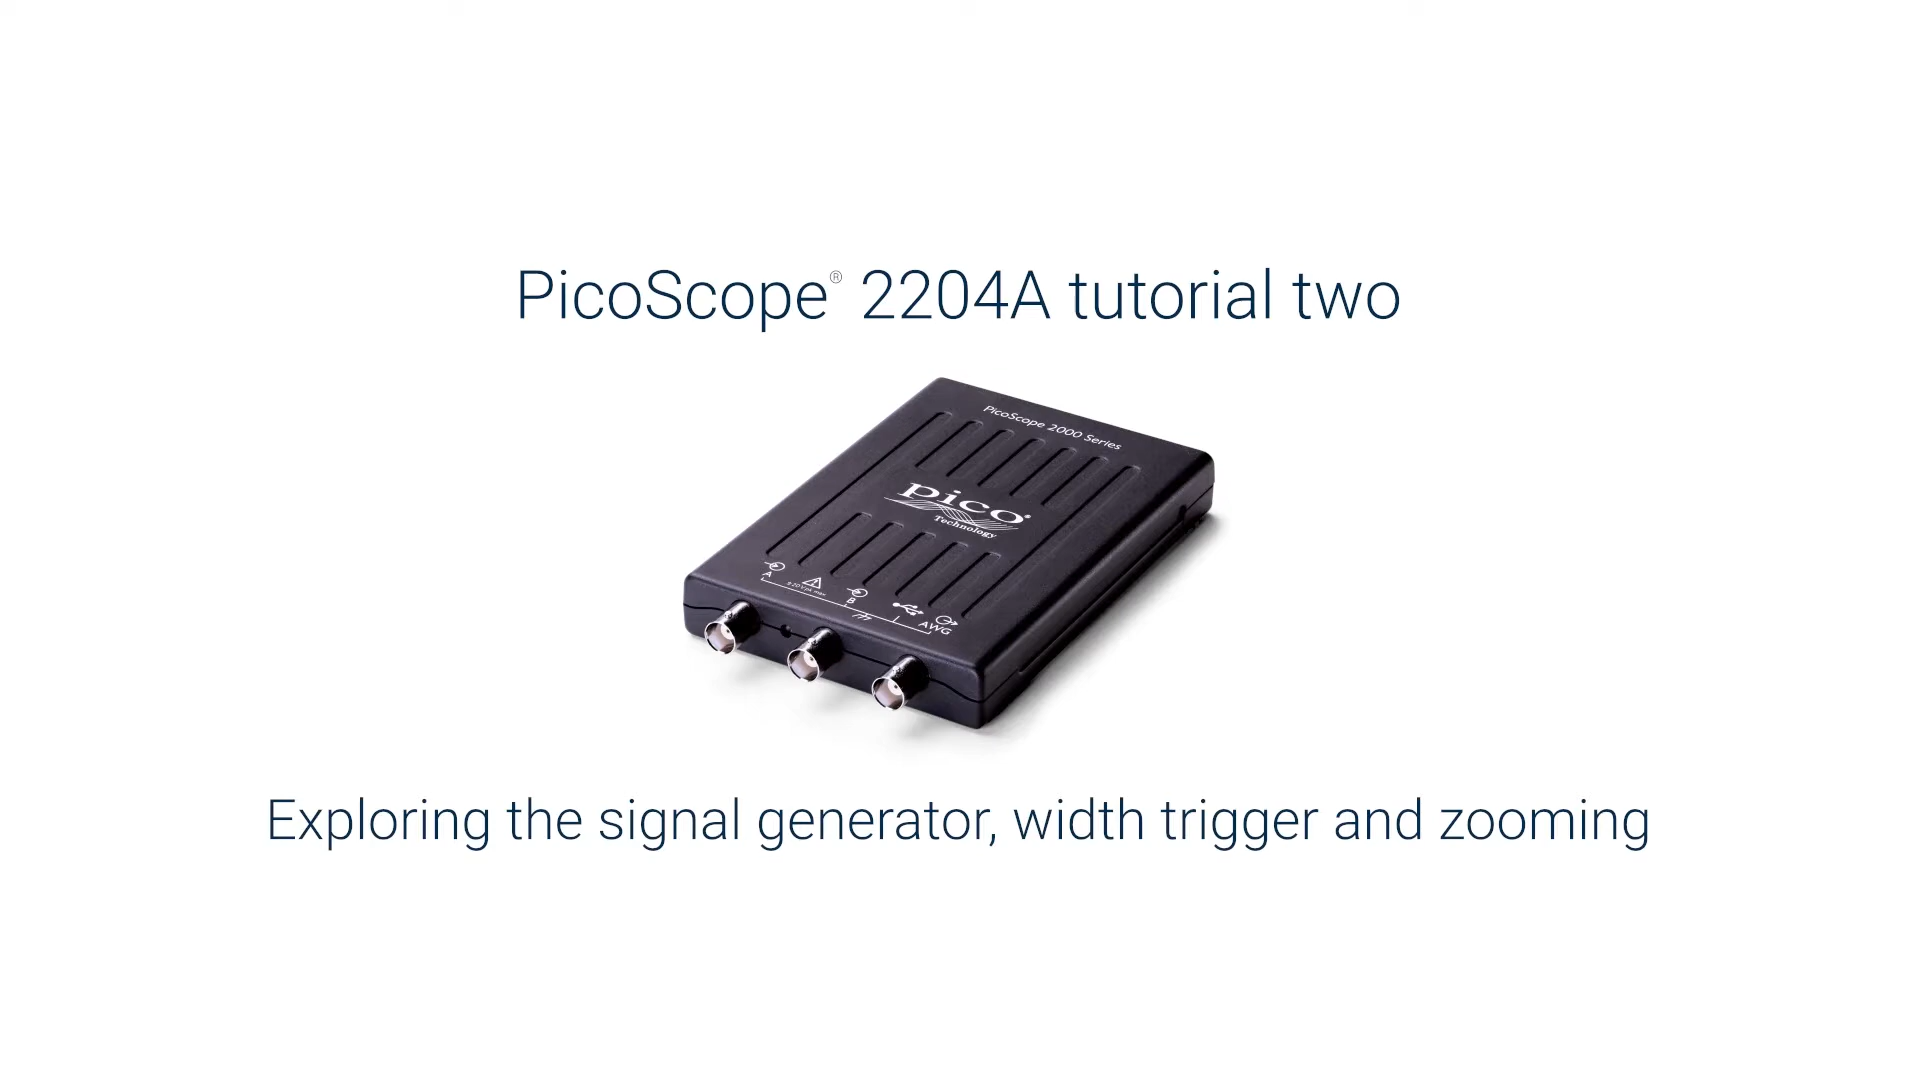 PicoScope® 2204A tutorial two
PicoScope 2000 Series
pico
Technology
A
B
AWG
Exploring the signal generator, width trigger and zooming